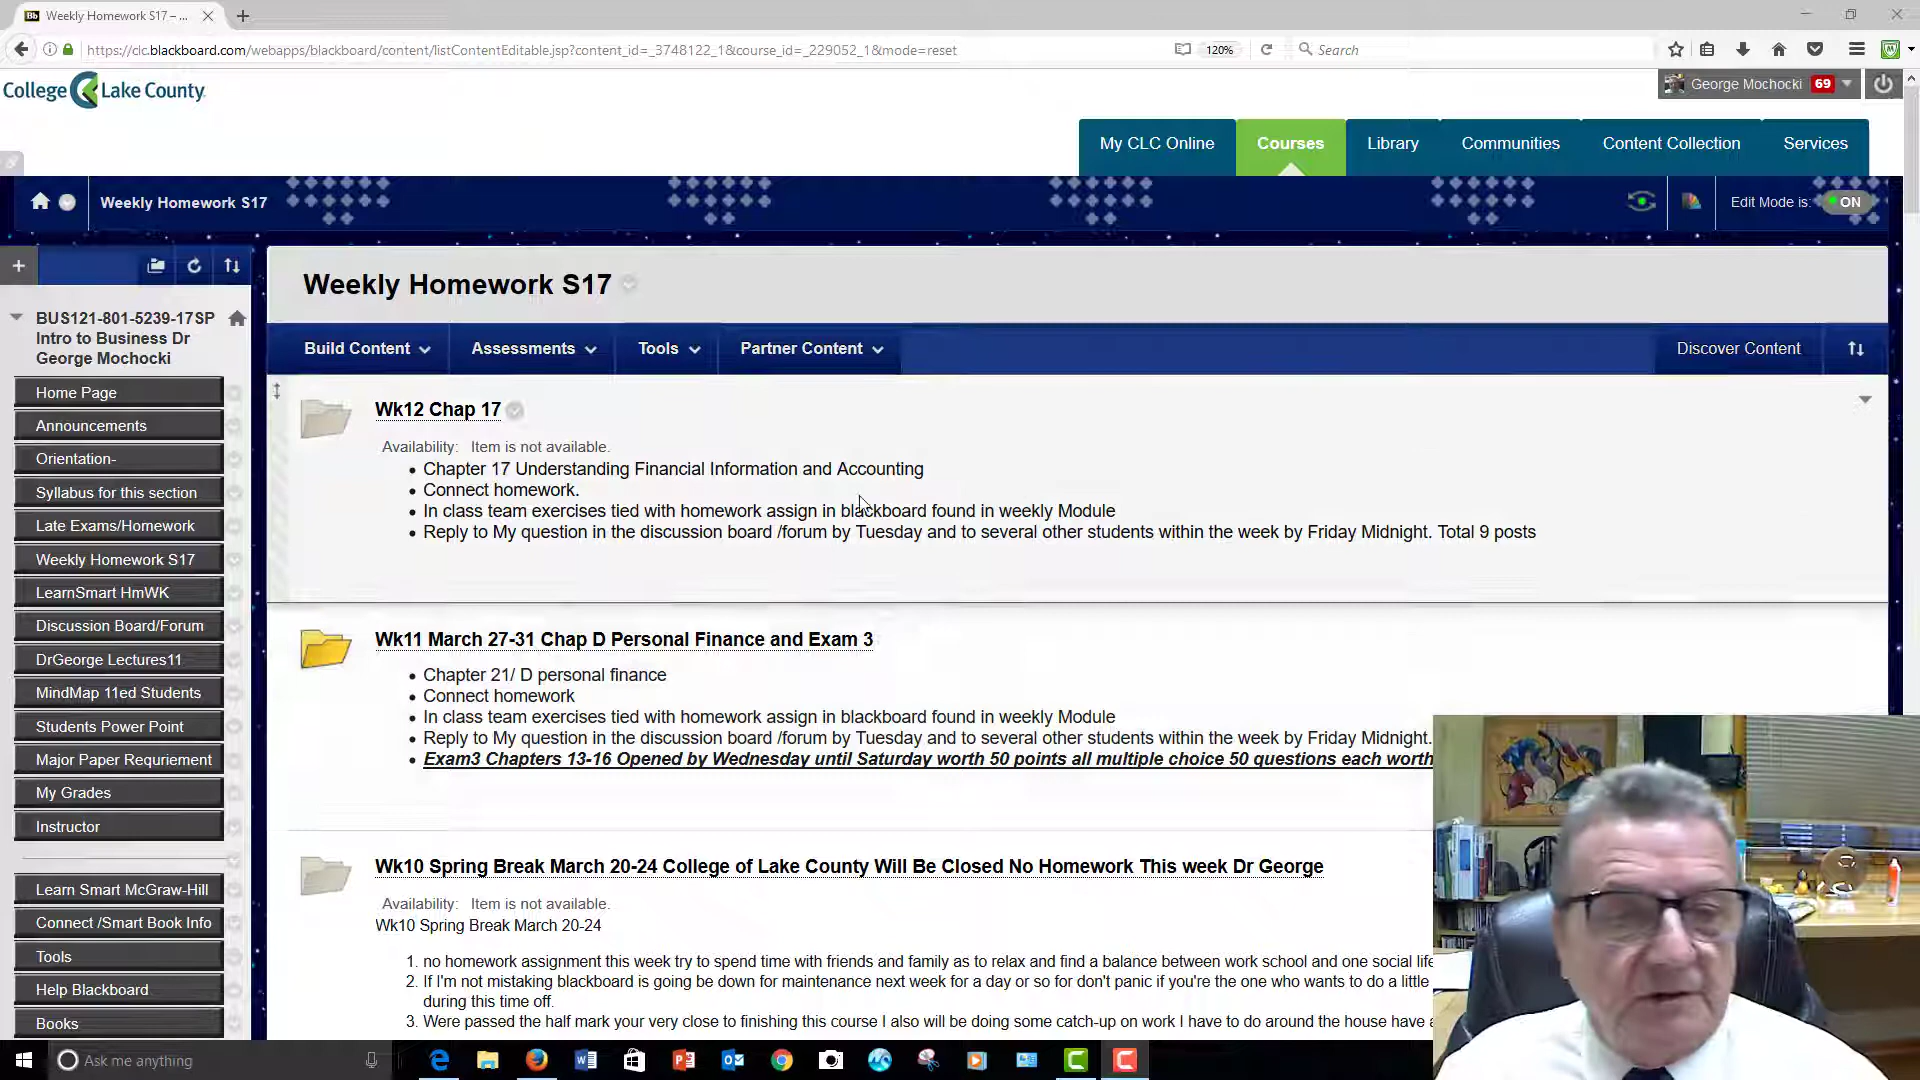 Weekly Homework S17 – ...
https://clc.blackboard.com/webapps/blackboard/content/listContentEditable.jsp?content_id=_3748122_1&course_id=_229052_1&mode=reset
120%
Search
College Lake County
George Mochocki 69
My CLC Online
Courses
Library
Communities
Content Collection
Services
Weekly Homework S17
Edit Mode is: ON
BUS121-801-5239-17SP
Intro to Business Dr
George Mochocki
Home Page
Announcements
Orientation-
Syllabus for this section
Late Exams/Homework
Weekly Homework S17
LearnSmart HmWK
Discussion Board/Forum
DrGeorge Lectures11
MindMap 11ed Students
Students Power Point
Major Paper Requriement
My Grades
Instructor
Learn Smart McGraw-Hill
Connect /Smart Book Info
Tools
Help Blackboard
Books
Weekly Homework S17
Build Content
Assessments
Tools
Partner Content
Discover Content
Wk12 Chap 17
Availability: Item is not available.
• Chapter 17 Understanding Financial Information and Accounting
• Connect homework.
• In class team exercises tied with homework assign in blackboard found in weekly Module
• Reply to My question in the discussion board /forum by Tuesday and to several other students within the week by Friday Midnight. Total 9 posts
Wk11 March 27-31 Chap D Personal Finance and Exam 3
• Chapter 21/ D personal finance
• Connect homework
• In class team exercises tied with homework assign in blackboard found in weekly Module
• Reply to My question in the discussion board /forum by Tuesday and to several other students within the week by Friday Midnight.
• Exam3 Chapters 13-16 Opened by Wednesday until Saturday worth 50 points all multiple choice 50 questions each worth
Wk10 Spring Break March 20-24 College of Lake County Will Be Closed No Homework This week Dr George
Availability: Item is not available.
Wk10 Spring Break March 20-24
1. no homework assignment this week try to spend time with friends and family as to relax and find a balance between work school and one social life
2. If I'm not mistaking blackboard is going be down for maintenance next week for a day or so for don't panic if you're the one who wants to do a little
during this time off.
3. Were passed the half mark your very close to finishing this course I also will be doing some catch-up on work I have to do around the house have a
Ask me anything